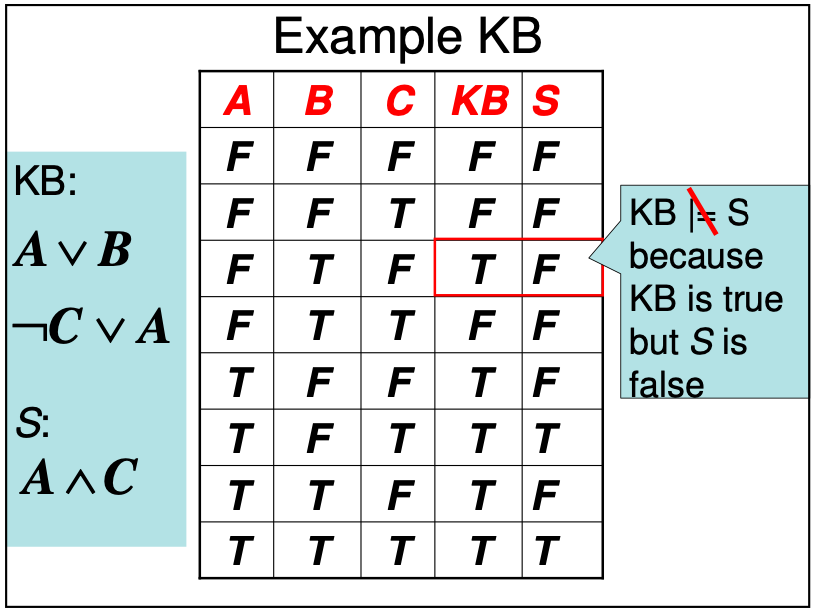 Example KB
KB:
A ∨ B
¬C ∨ A
S:
A ∧ C
A B C KB S
F F F F F
F F T F F
F T F T F
F T T F F
T F F T F
T F T T T
T T F T F
T T T T T
KB |≠ S
because
KB is true
but S is
false